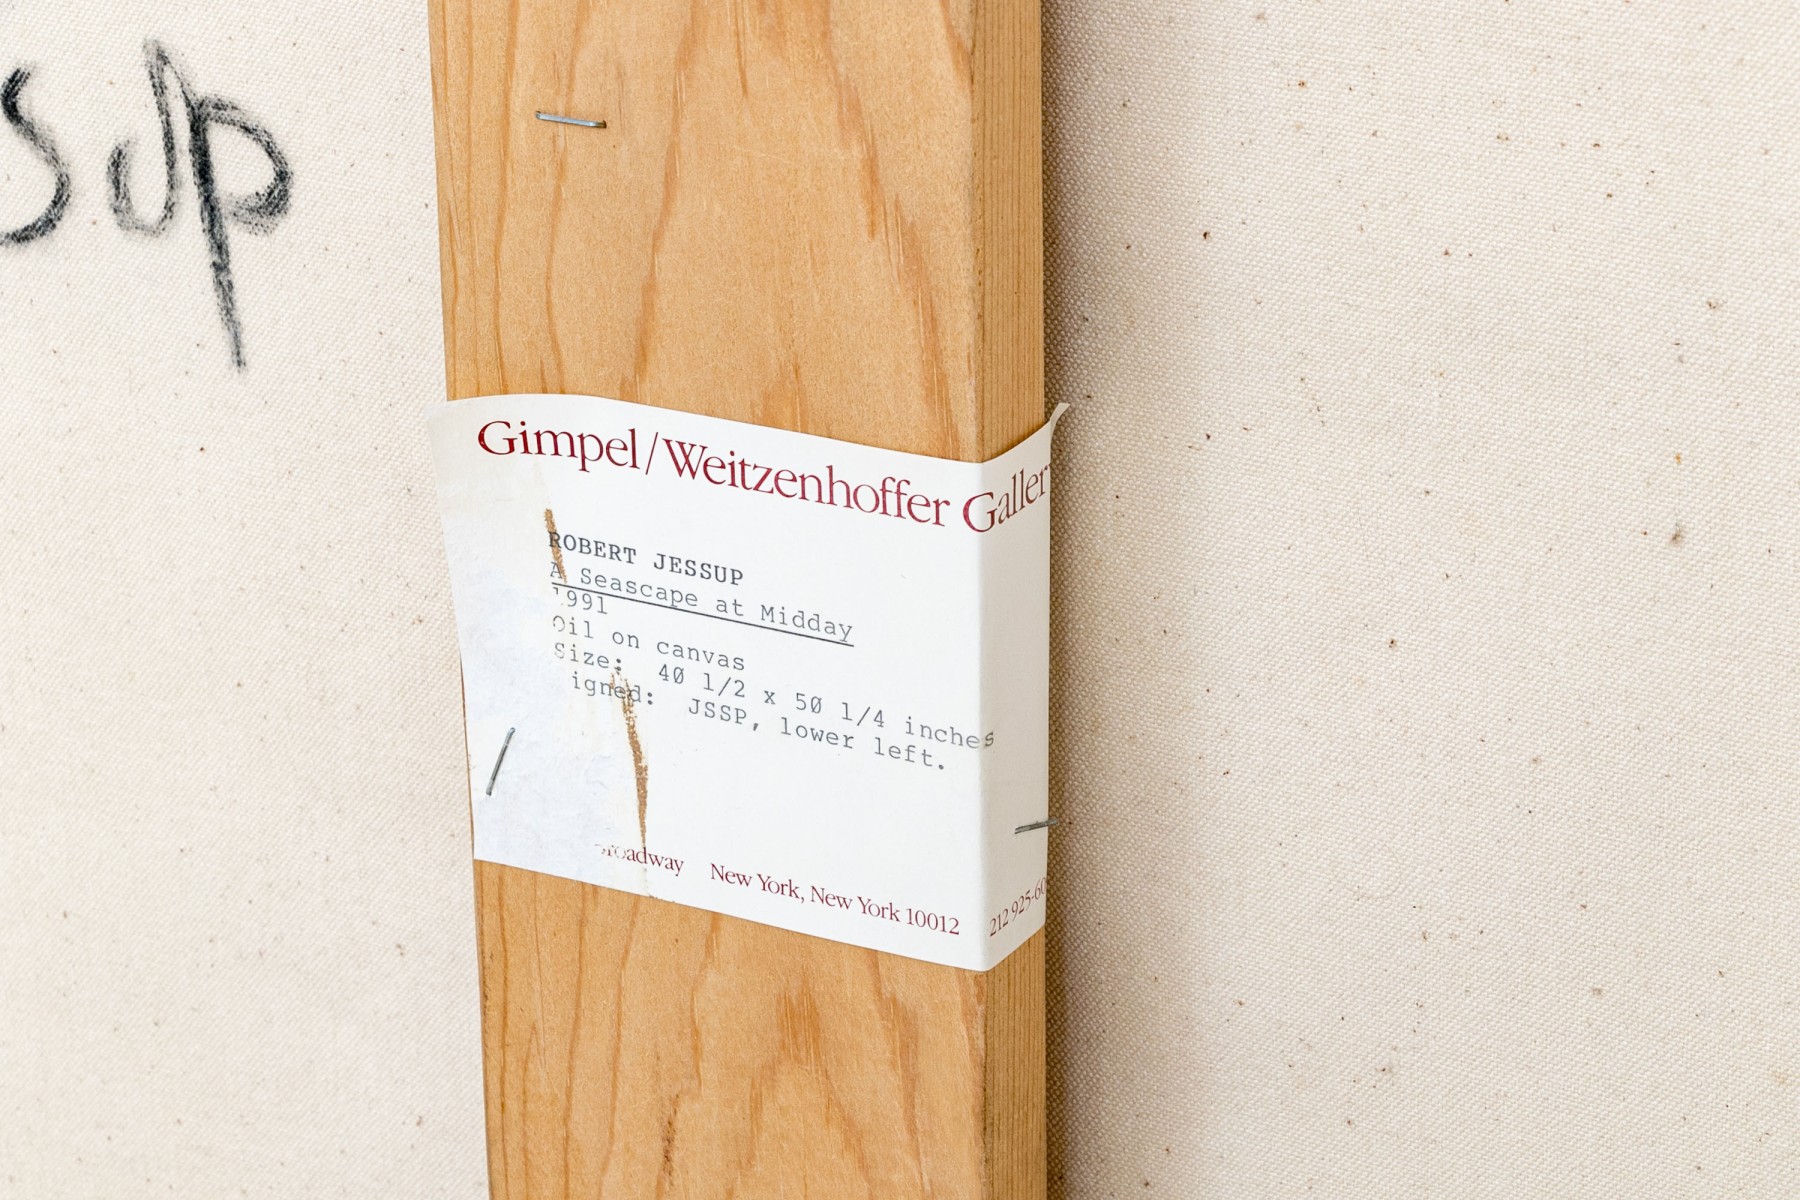 sup
Gimpel/Weitzenhoffer Galler
ROBERT JESSUP
A Seascape at Midday
1991
Oil on canvas
Size: 40 1/2 x 50 1/4 inches
igned: JSSP, lower left.
roadway New York, New York 10012 212 925-60